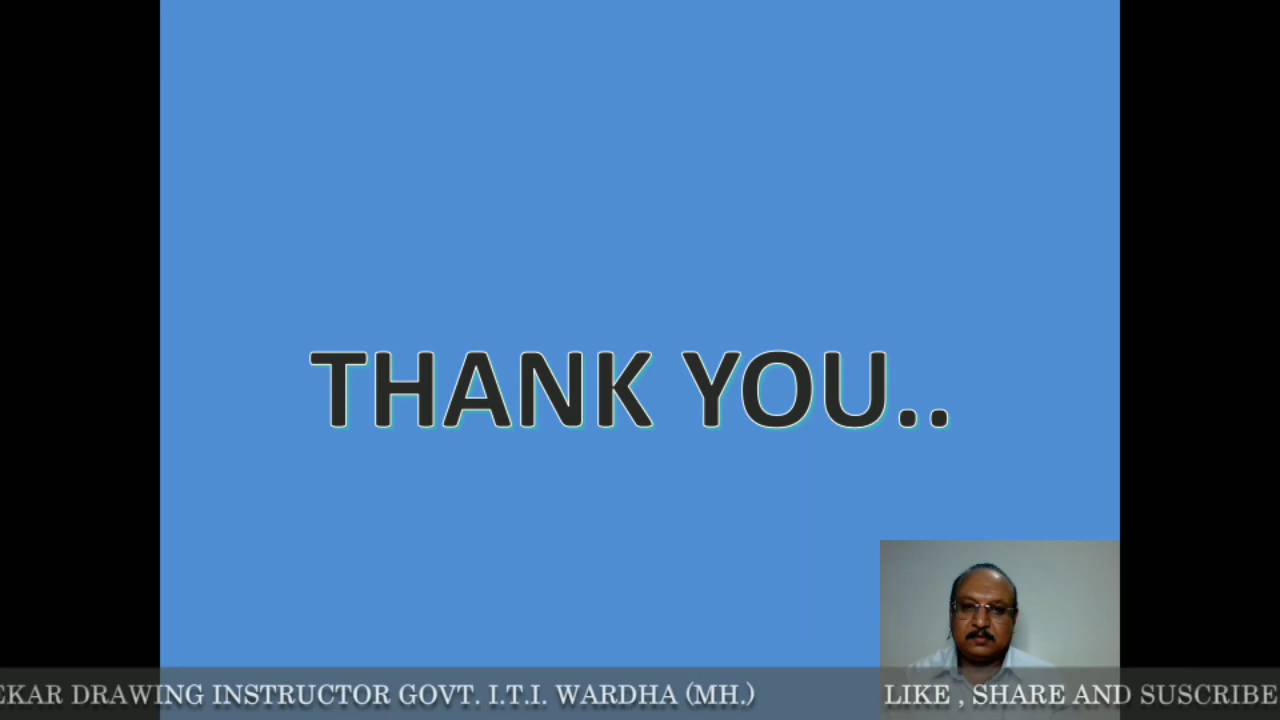 THANK YOU..
EKAR DRAWING INSTRUCTOR GOVT. I.T.I. WARDHA (MH.) LIKE , SHARE AND SUSCRIBE